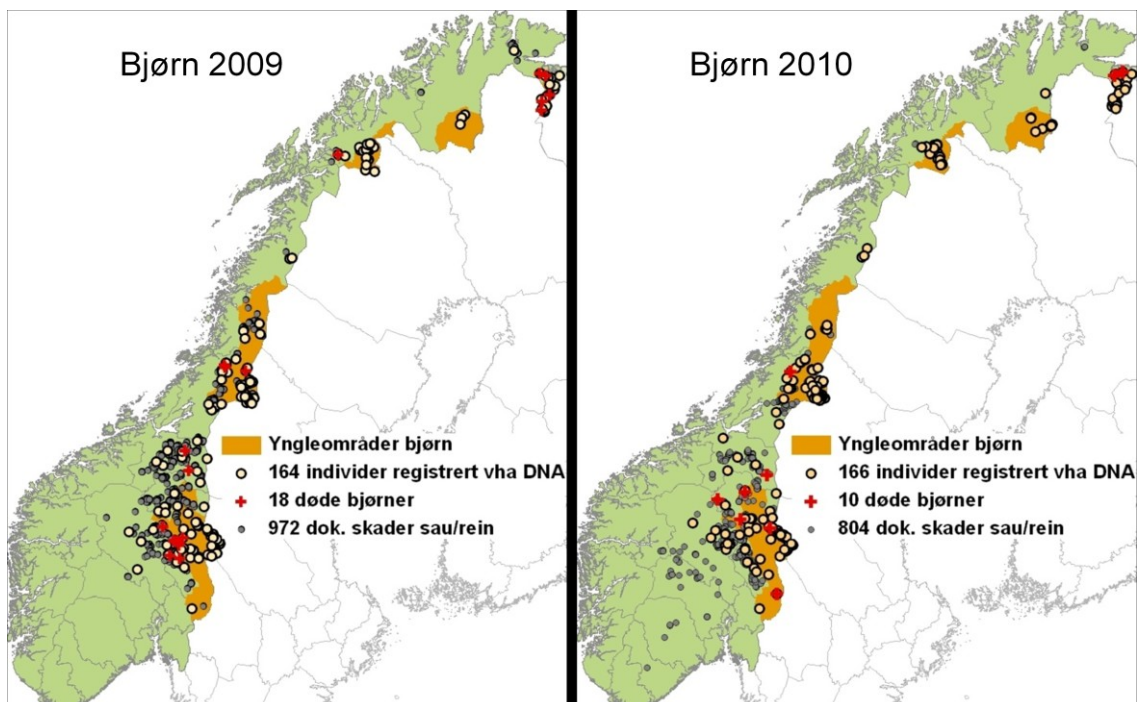 Bjørn 2009
Yngleområder bjørn
164 individer registrert vha DNA
18 døde bjørner
972 dok. skader sau/rein
Bjørn 2010
Yngleområder bjørn
166 individer registrert vha DNA
10 døde bjørner
804 dok. skader sau/rein